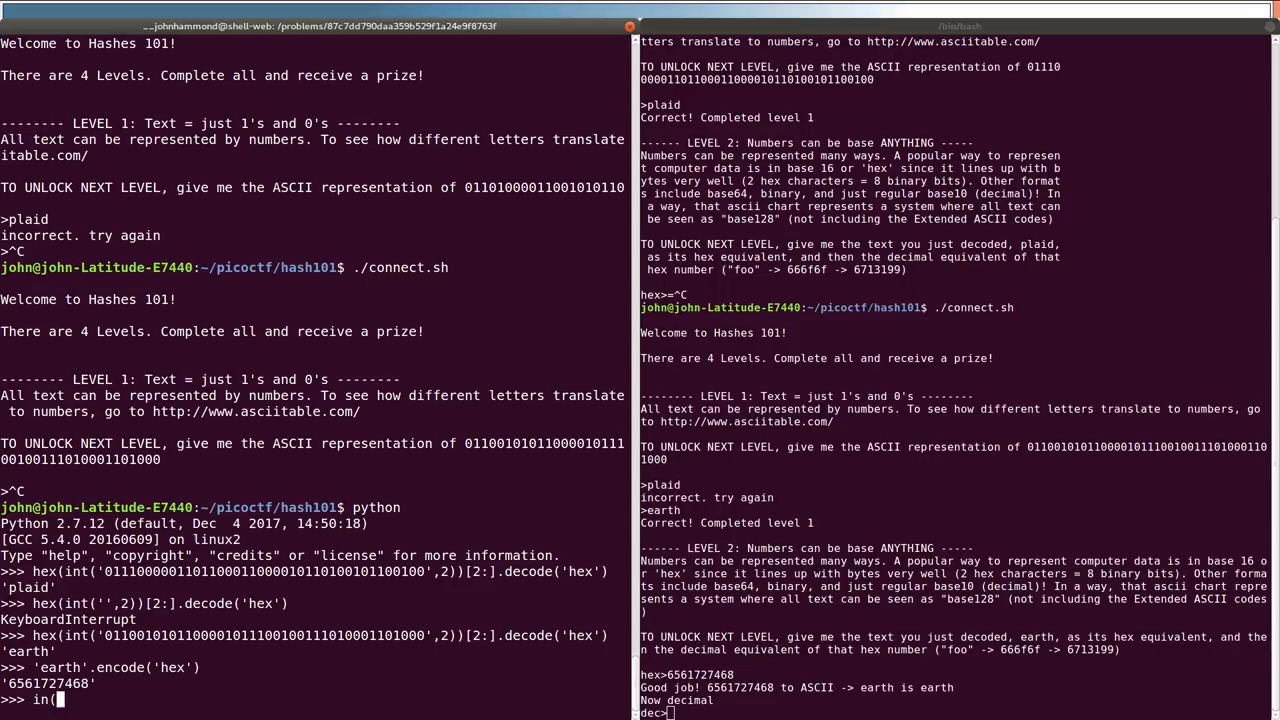 johnhammond@shell-web: /problems/87c7dd790daa359b529f1a24e9f8763f
Welcome to Hashes 101!
There are 4 Levels. Complete all and receive a prize!
-------- LEVEL 1: Text = just 1's and 0's --------
All text can be represented by numbers. To see how different letters translate
itable.com/
TO UNLOCK NEXT LEVEL, give me the ASCII representation of 01101000011001010110
>plaid
incorrect. try again
>^C
john@john-Latitude-E7440:~/picoctf/hash101$ ./connect.sh
Welcome to Hashes 101!
There are 4 Levels. Complete all and receive a prize!
-------- LEVEL 1: Text = just 1's and 0's --------
All text can be represented by numbers. To see how different letters translate
to numbers, go to http://www.asciitable.com/
TO UNLOCK NEXT LEVEL, give me the ASCII representation of 01100101011000010111
00100111010001101000
>^C
john@john-Latitude-E7440:~/picoctf/hash101$ python
Python 2.7.12 (default, Dec  4 2017, 14:50:18)
[GCC 5.4.0 20160609] on linux2
Type "help", "copyright", "credits" or "license" for more information.
>>> hex(int('0111000001101100011000010110100101100100',2))[2:].decode('hex')
'plaid'
>>> hex(int('',2))[2:].decode('hex')
KeyboardInterrupt
>>> hex(int('0110010101100001011100100111010001101000',2))[2:].decode('hex')
'earth'
>>> 'earth'.encode('hex')
'6561727468'
>>> in(
/bin/bash
tters translate to numbers, go to http://www.asciitable.com/
TO UNLOCK NEXT LEVEL, give me the ASCII representation of 01110
00001101100011000010110100101100100
>plaid
Correct! Completed level 1
------ LEVEL 2: Numbers can be base ANYTHING -----
Numbers can be represented many ways. A popular way to represen
t computer data is in base 16 or 'hex' since it lines up with b
ytes very well (2 hex characters = 8 binary bits). Other format
s include base64, binary, and just regular base10 (decimal)! In
a way, that ascii chart represents a system where all text can
be seen as "base128" (not including the Extended ASCII codes)
TO UNLOCK NEXT LEVEL, give me the text you just decoded, plaid,
as its hex equivalent, and then the decimal equivalent of that
hex number ("foo" -> 666f6f -> 6713199)
hex>=^C
john@john-Latitude-E7440:~/picoctf/hash101$ ./connect.sh
Welcome to Hashes 101!
There are 4 Levels. Complete all and receive a prize!
-------- LEVEL 1: Text = just 1's and 0's --------
All text can be represented by numbers. To see how different letters translate to numbers, go
to http://www.asciitable.com/
TO UNLOCK NEXT LEVEL, give me the ASCII representation of 011001010110000101110010011101000110
1000
>plaid
incorrect. try again
>earth
Correct! Completed level 1
------ LEVEL 2: Numbers can be base ANYTHING -----
Numbers can be represented many ways. A popular way to represent computer data is in base 16 o
r 'hex' since it lines up with bytes very well (2 hex characters = 8 binary bits). Other forma
ts include base64, binary, and just regular base10 (decimal)! In a way, that ascii chart repre
sents a system where all text can be seen as "base128" (not including the Extended ASCII codes
)
TO UNLOCK NEXT LEVEL, give me the text you just decoded, earth, as its hex equivalent, and the
n the decimal equivalent of that hex number ("foo" -> 666f6f -> 6713199)
hex>6561727468
Good job! 6561727468 to ASCII -> earth is earth
Now decimal
dec>